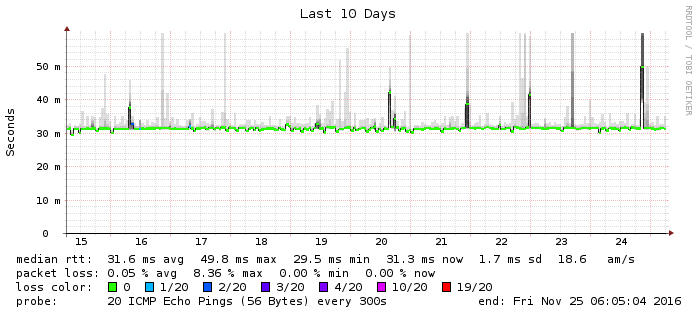 Last 10 Days
RRDTOOL / TOBI OETIKER
Seconds
50 m
40 m
30 m
20 m
10 m
0
15 16 17 18 19 20 21 22 23 24
median rtt: 31.6 ms avg 49.8 ms max 29.5 ms min 31.3 ms now 1.7 ms sd 18.6 am/s
packet loss: 0.05 % avg 8.36 % max 0.00 % min 0.00 % now
loss color: 0 1/20 2/20 3/20 4/20 10/20 19/20
probe: 20 ICMP Echo Pings (56 Bytes) every 300s end: Fri Nov 25 06:05:04 2016